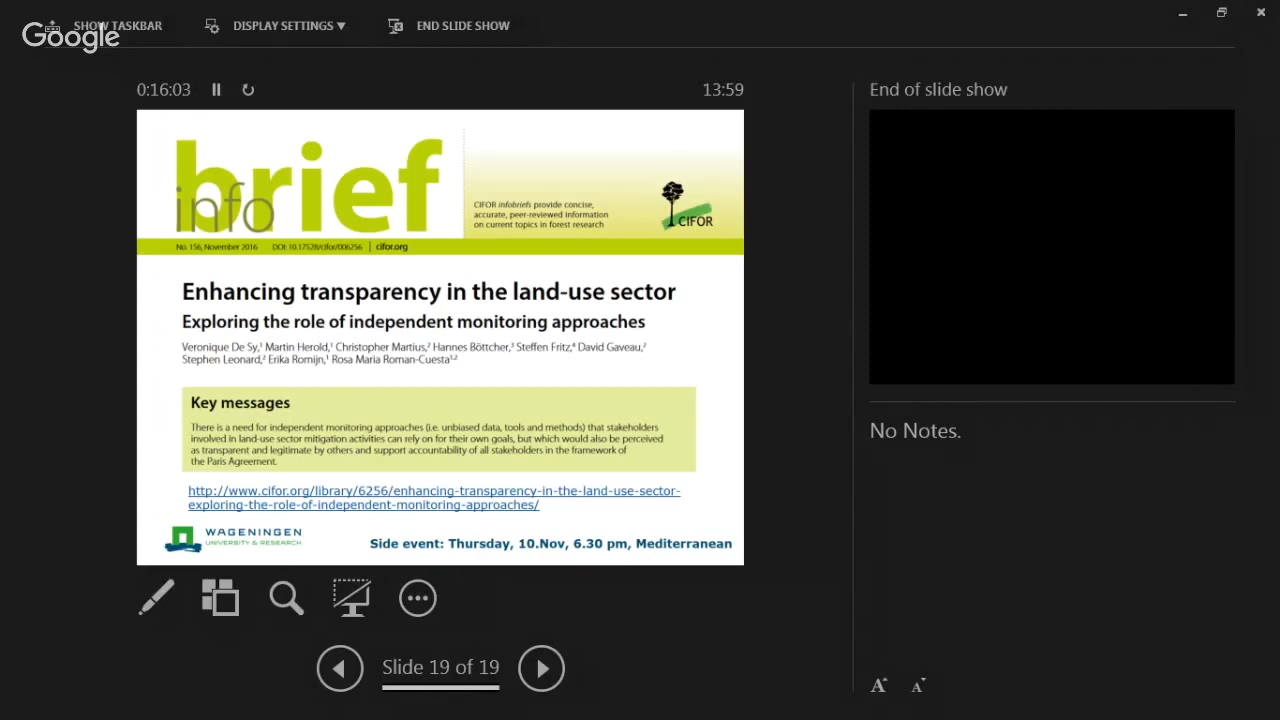 SHOW TASKBAR
DISPLAY SETTINGS ▼
END SLIDE SHOW
Google
0:16:03
13:59
End of slide show
info
brief
CIFOR infobriefs provide concise,
accurate, peer-reviewed information
on current topics in forest research
CIFOR
No. 156, November 2016
DOI: 10.17528/cifor/006256 | cifor.org
Enhancing transparency in the land-use sector
Exploring the role of independent monitoring approaches
Veronique De Sy,¹ Martin Herold,¹ Christopher Martius,² Hannes Böttcher,³ Steffen Fritz,⁴ David Gaveau,²
Stephen Leonard,² Erika Romijn,¹ Rosa Maria Roman-Cuesta¹,²
Key messages
There is a need for independent monitoring approaches (i.e. unbiased data, tools and methods) that stakeholders
involved in land-use sector mitigation activities can rely on for their own goals, but which would also be perceived
as transparent and legitimate by others and support accountability of all stakeholders in the framework of
the Paris Agreement.
http://www.cifor.org/library/6256/enhancing-transparency-in-the-land-use-sector-
exploring-the-role-of-independent-monitoring-approaches/
WAGENINGEN
UNIVERSITY & RESEARCH
Side event: Thursday, 10.Nov, 6.30 pm, Mediterranean
No Notes.
Slide 19 of 19
A A